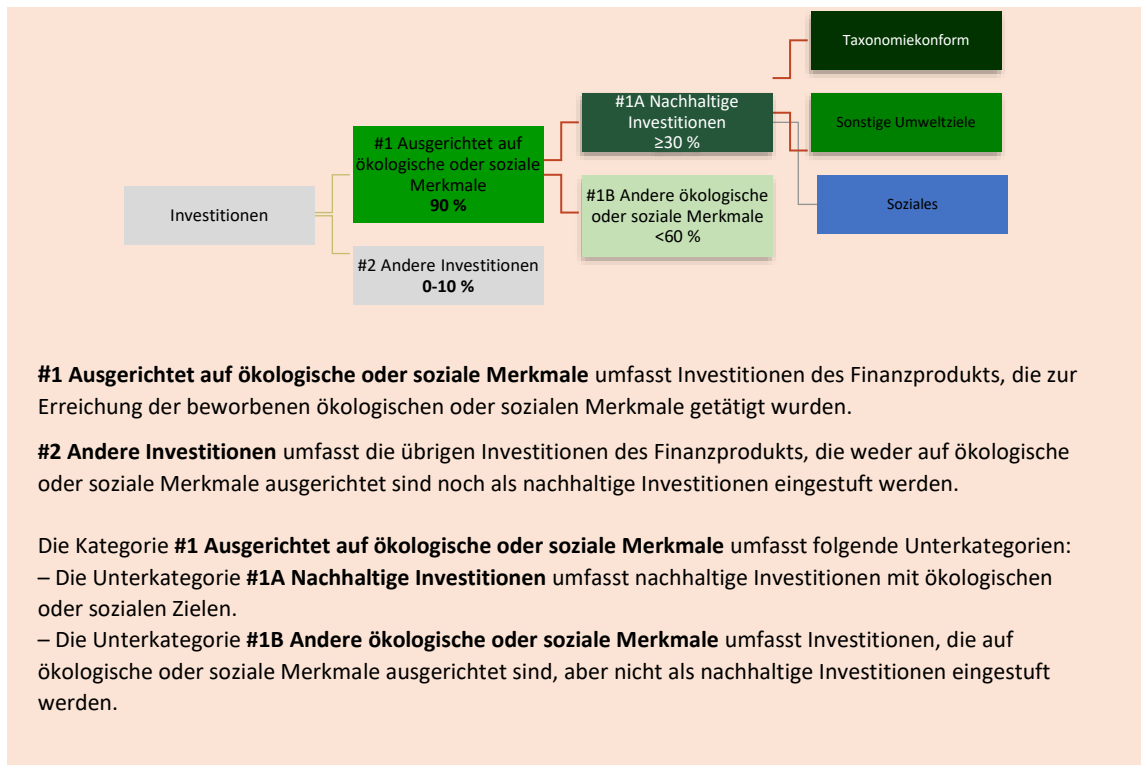 Taxonomiekonform
#1A Nachhaltige
Investitionen
≥30 %
Sonstige Umweltziele
#1 Ausgerichtet auf
ökologische oder soziale
Merkmale
90 %
#1B Andere ökologische
oder soziale Merkmale
<60 %
Soziales
Investitionen
#2 Andere Investitionen
0-10 %
#1 Ausgerichtet auf ökologische oder soziale Merkmale umfasst Investitionen des Finanzprodukts, die zur
Erreichung der beworbenen ökologischen oder sozialen Merkmale getätigt wurden.
#2 Andere Investitionen umfasst die übrigen Investitionen des Finanzprodukts, die weder auf ökologische
oder soziale Merkmale ausgerichtet sind noch als nachhaltige Investitionen eingestuft werden.
Die Kategorie #1 Ausgerichtet auf ökologische oder soziale Merkmale umfasst folgende Unterkategorien:
– Die Unterkategorie #1A Nachhaltige Investitionen umfasst nachhaltige Investitionen mit ökologischen
oder sozialen Zielen.
– Die Unterkategorie #1B Andere ökologische oder soziale Merkmale umfasst Investitionen, die auf
ökologische oder soziale Merkmale ausgerichtet sind, aber nicht als nachhaltige Investitionen eingestuft
werden.